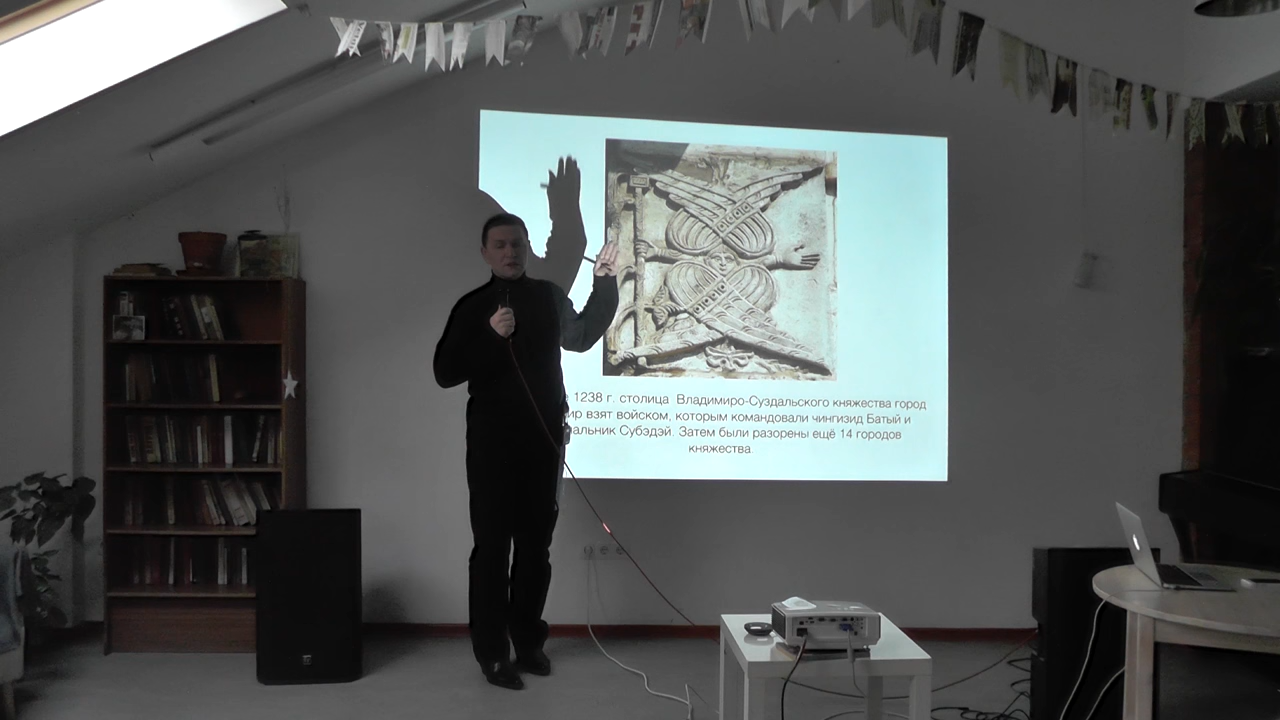 1238 г. столица Владимиро-Суздальского княжества город
взят войском, которым командовали чингизид Батый и
Субэдэй. Затем были разорены ещё 14 городов
княжества.